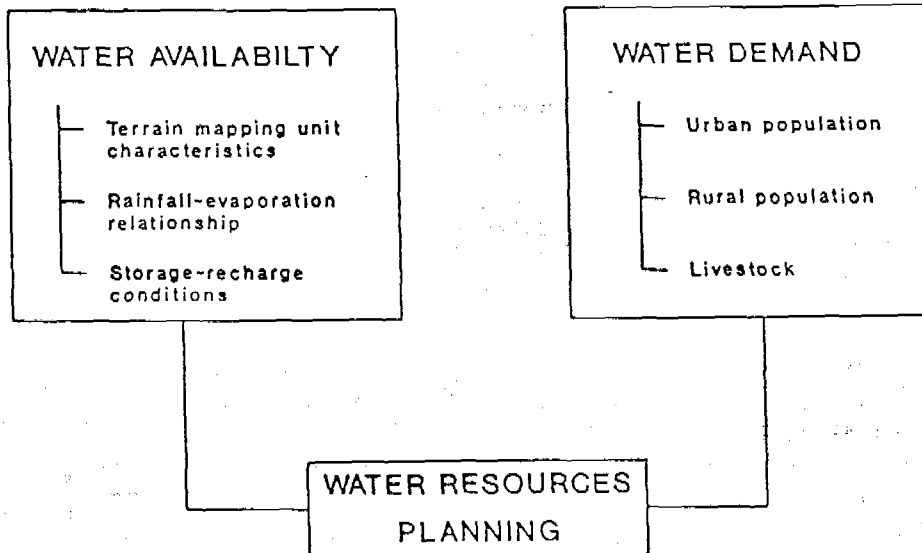 WATER AVAILABILTY
Terrain mapping unit
characteristics
Rainfall-evaporation
relationship
Storage-recharge
conditions
WATER DEMAND
Urban population
Rural population
Livestock
WATER RESOURCES
PLANNING